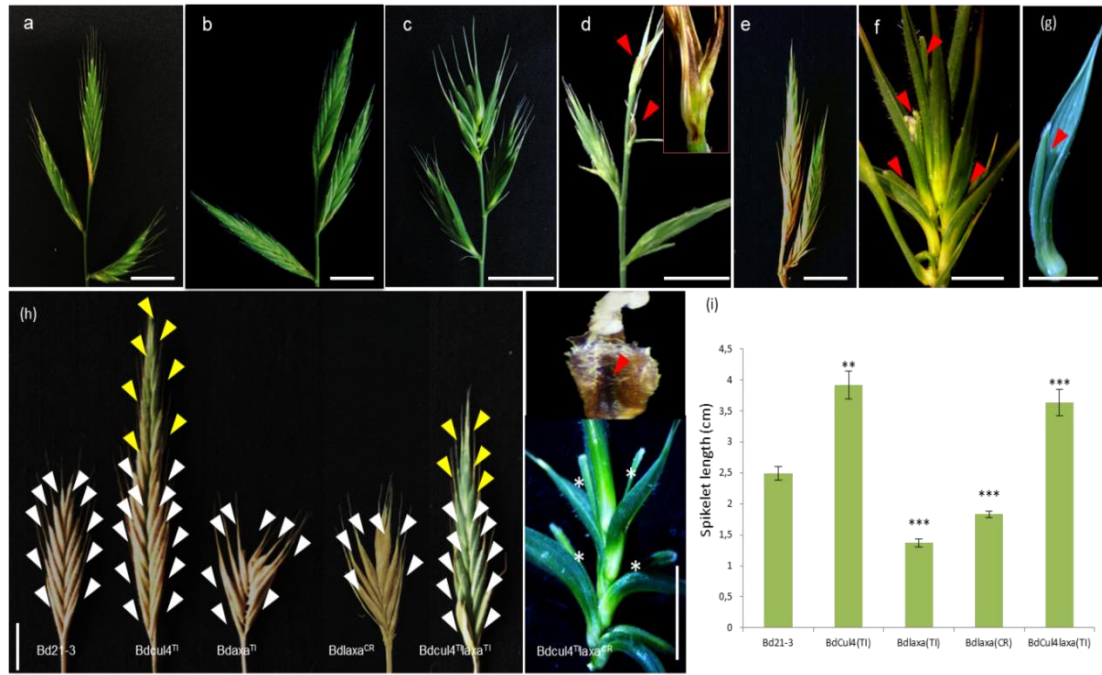 a
b
c
d
e
f
(g)
(h)
Bd21-3
Bdcul4TI
BdaxaTI
BdlaxaCR
Bdcul4TIlaxaTI
*
*
*
*
Bdcul4TIlaxaCR
(i)
Spikelet length (cm)
4,5
4
3,5
3
2,5
2
1,5
1
0,5
0
**
***
***
***
Bd21-3
BdCul4(TI)
Bdlaxa(TI)
Bdlaxa(CR)
BdCul4laxa(TI)